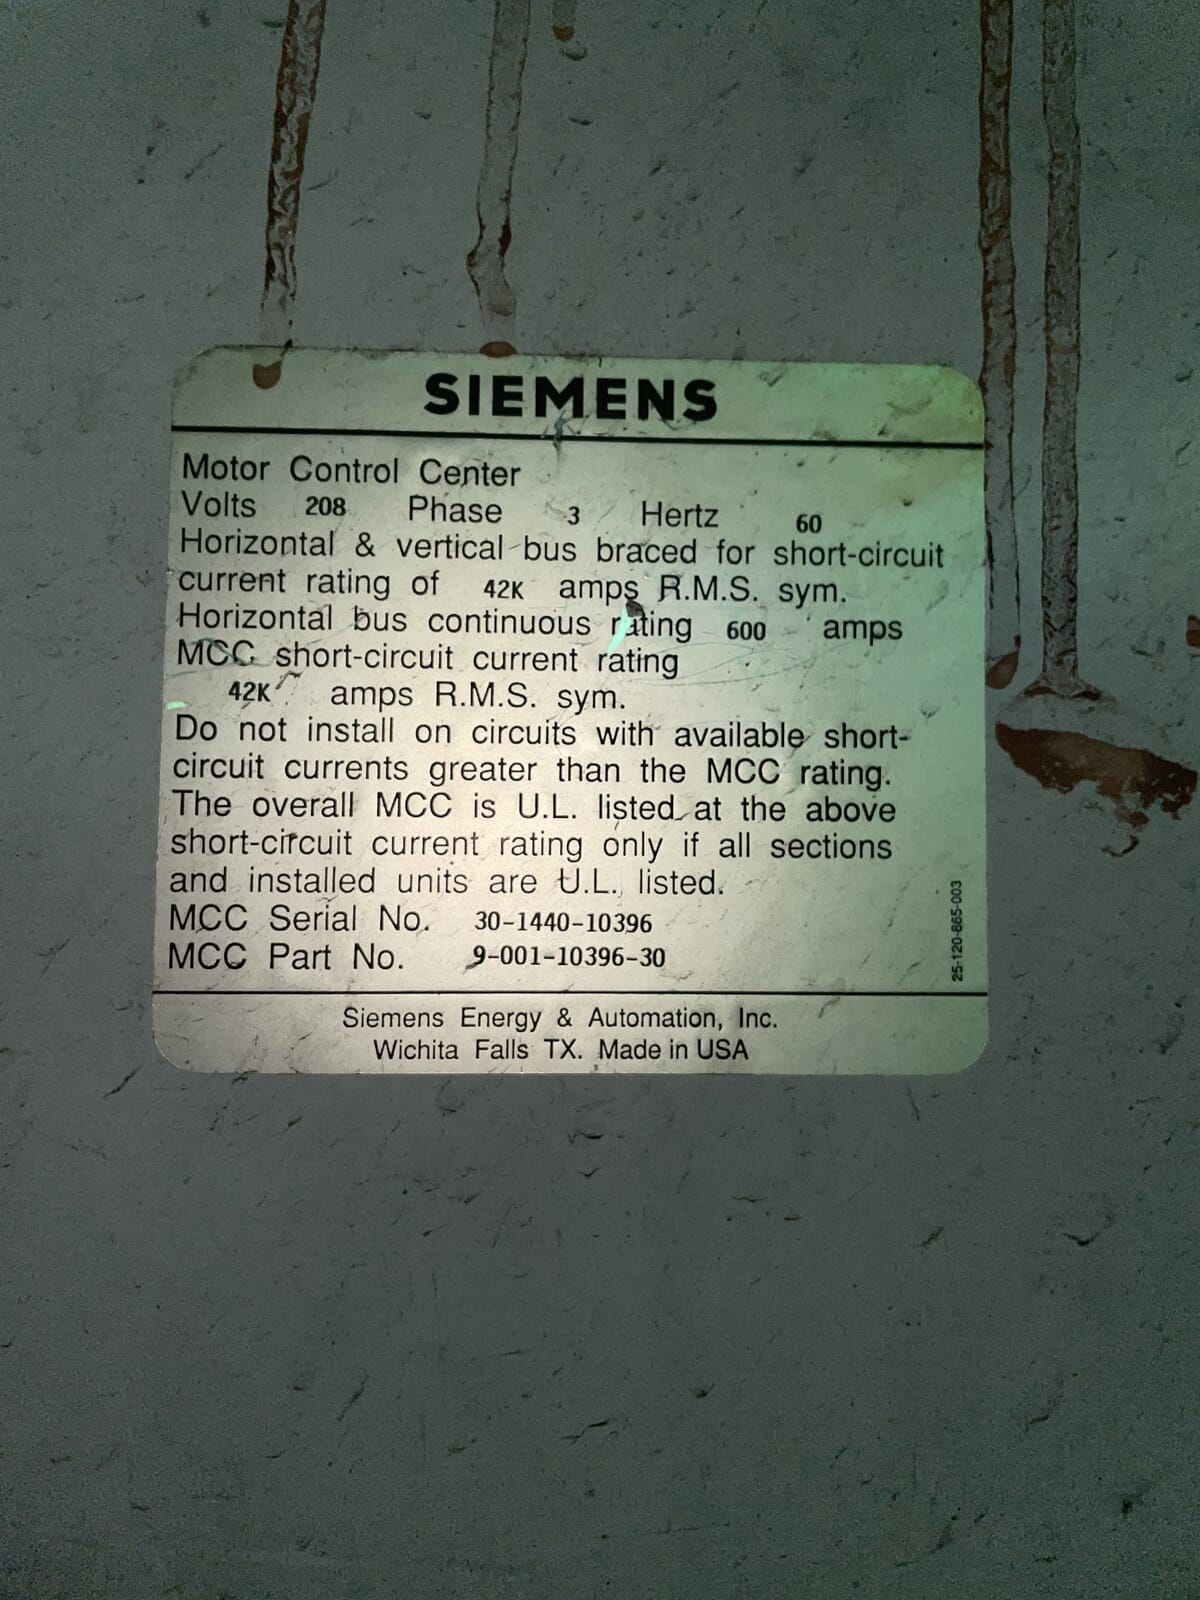 SIEMENS
Motor Control Center
Volts 208 Phase 3 Hertz 60
Horizontal & vertical bus braced for short-circuit
current rating of 42K amps R.M.S. sym.
Horizontal bus continuous rating 600 amps
MCC short-circuit current rating
42K amps R.M.S. sym.
Do not install on circuits with available short-
circuit currents greater than the MCC rating.
The overall MCC is U.L. listed at the above
short-circuit current rating only if all sections
and installed units are U.L. listed.
MCC Serial No. 30-1440-10396
MCC Part No. 9-001-10396-30
25-120-865-003
Siemens Energy & Automation, Inc.
Wichita Falls TX. Made in USA